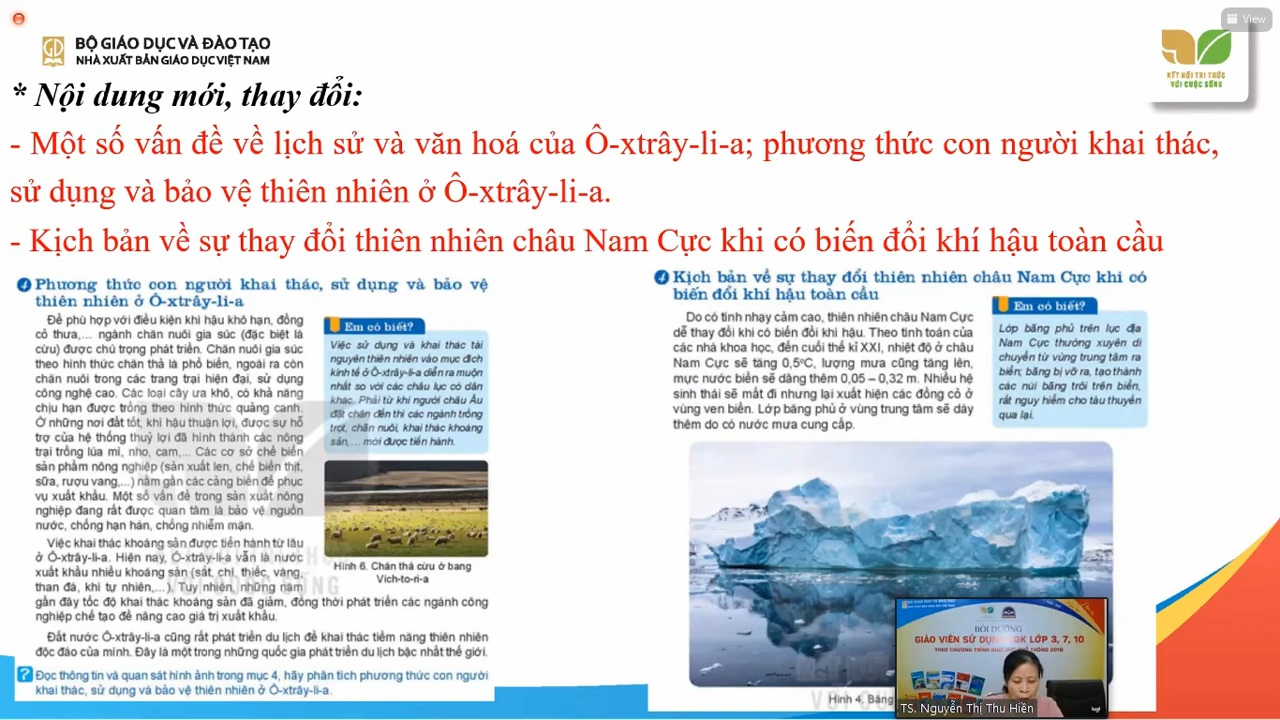 View
BỘ GIÁO DỤC VÀ ĐÀO TẠO
NHÀ XUẤT BẢN GIÁO DỤC VIỆT NAM
KẾT NỐI TRI THỨC
VỚI CUỘC SỐNG
* Nội dung mới, thay đổi:
- Một số vấn đề về lịch sử và văn hoá của Ô-xtrây-li-a; phương thức con người khai thác,
sử dụng và bảo vệ thiên nhiên ở Ô-xtrây-li-a.
- Kịch bản về sự thay đổi thiên nhiên châu Nam Cực khi có biến đổi khí hậu toàn cầu
4 Phương thức con người khai thác, sử dụng và bảo vệ
thiên nhiên ở Ô-xtrây-li-a
Để phù hợp với điều kiện khí hậu khô hạn, đồng
cỏ thưa,... ngành chăn nuôi gia súc (đặc biệt là
cừu) được chú trọng phát triển. Chăn nuôi gia súc
theo hình thức chăn thả là phổ biến, ngoài ra còn
chăn nuôi trong các trang trại hiện đại, sử dụng
công nghệ cao. Các loại cây ưa khô, có khả năng
chịu hạn được trồng theo hình thức quảng canh.
Ở những nơi đất tốt, khí hậu thuận lợi, được sự hỗ
trợ của hệ thống thuỷ lợi đã hình thành các nông
trại trồng lúa mì, nho, cam,... Các cơ sở chế biến
sản phẩm nông nghiệp (sản xuất len, chế biến thịt,
sữa, rượu vang,...) nằm gần các cảng biển để phục
vụ xuất khẩu. Một số vấn đề trong sản xuất nông
nghiệp đang rất được quan tâm là bảo vệ nguồn
nước, chống hạn hán, chống nhiễm mặn.
Việc khai thác khoáng sản được tiến hành từ lâu
ở Ô-xtrây-li-a. Hiện nay, Ô-xtrây-li-a vẫn là nước
xuất khẩu nhiều khoáng sản (sắt, chì, thiếc, vàng,
than đá, khí tự nhiên,...). Tuy nhiên, những năm
gần đây tốc độ khai thác khoáng sản đã giảm, đồng thời phát triển các ngành công
nghiệp chế tạo để nâng cao giá trị xuất khẩu.
Đất nước Ô-xtrây-li-a cũng rất phát triển du lịch để khai thác tiềm năng thiên nhiên
độc đáo của mình. Đây là một trong những quốc gia phát triển du lịch bậc nhất thế giới.
? Đọc thông tin và quan sát hình ảnh trong mục 4, hãy phân tích phương thức con người
khai thác, sử dụng và bảo vệ thiên nhiên ở Ô-xtrây-li-a.
Em có biết?
Việc sử dụng và khai thác tài
nguyên thiên nhiên vào mục đích
kinh tế ở Ô-xtrây-li-a diễn ra muộn
nhất so với các châu lục có dân
khác. Phải từ khi người châu Âu
đặt chân đến thì các ngành trồng
trọt, chăn nuôi, khai thác khoáng
sản,... mới được tiến hành.
Hình 6. Chăn thả cừu ở bang
Vích-to-ri-a
4 Kịch bản về sự thay đổi thiên nhiên châu Nam Cực khi có
biến đổi khí hậu toàn cầu
Do có tính nhạy cảm cao, thiên nhiên châu Nam Cực
dễ thay đổi khi có biến đổi khí hậu. Theo tính toán của
các nhà khoa học, đến cuối thế kỉ XXI, nhiệt độ ở châu
Nam Cực sẽ tăng 0,5°C, lượng mưa cũng tăng lên,
mực nước biển sẽ dâng thêm 0,05 – 0,32 m. Nhiều hệ
sinh thái sẽ mất đi nhưng lại xuất hiện các đồng cỏ ở
vùng ven biển. Lớp băng phủ ở vùng trung tâm sẽ dày
thêm do có nước mưa cung cấp.
Em có biết?
Lớp băng phủ trên lục địa
Nam Cực thường xuyên di
chuyển từ vùng trung tâm ra
biển; băng bị vỡ ra, tạo thành
các núi băng trôi trên biển,
rất nguy hiểm cho tàu thuyền
qua lại.
Hình 4. Băng
BỒI DƯỠNG
GIÁO VIÊN SỬ DỤNG SGK LỚP 3, 7, 10
THEO CHƯƠNG TRÌNH GIÁO DỤC PHỔ THÔNG 2018
TS. Nguyễn Thị Thu Hiền
logi